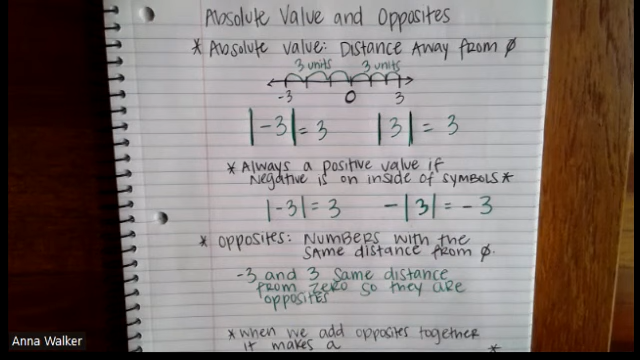 Absolute Value and Opposites
* Absolute Value: Distance Away from 0
3 units 3 units
-3 0 3
|-3| = 3 |3| = 3
* Always a positive value if
Negative is on inside of symbols *
|-3| = 3 -|3| = -3
* Opposites: Numbers with the
same distance from 0.
-3 and 3 same distance
from zero so they are
opposites
* when we add opposites together
it makes a *
Anna Walker